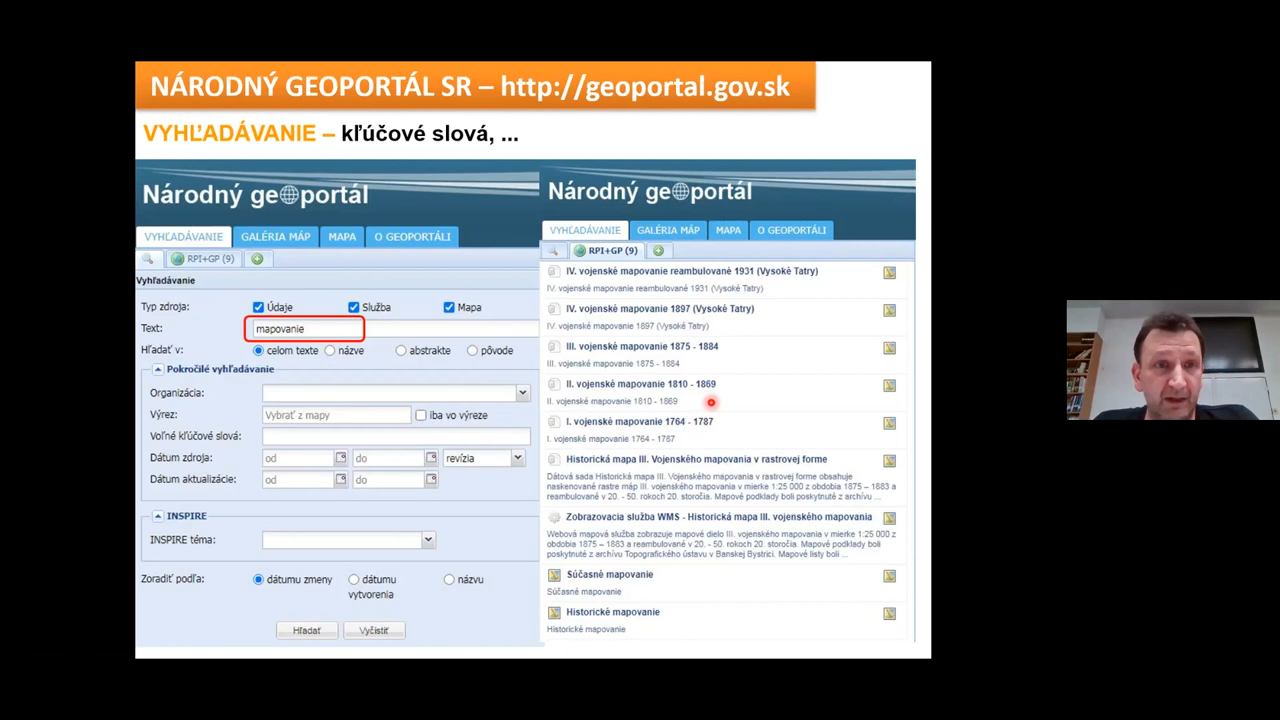 NÁRODNÝ GEOPORTÁL SR – http://geoportal.gov.sk
VYHĽADÁVANIE – kľúčové slová, ...
Národný geoportál
VYHĽADÁVANIE GALÉRIA MÁP MAPA O GEOPORTÁLI
RPI+GP (9)
Vyhľadávanie
Typ zdroja: Údaje Služba Mapa
Text: mapovanie
Hľadať v: celom texte názve abstrakte pôvode
Pokročilé vyhľadávanie
Organizácia:
Výrez: Vybrať z mapy iba vo výreze
Voľné kľúčové slová:
Dátum zdroja: od do revízia
Dátum aktualizácie: od do
INSPIRE
INSPIRE téma:
Zoradiť podľa: dátumu zmeny dátumu vytvorenia názvu
Hľadať Vyčistiť
Národný geoportál
VYHĽADÁVANIE GALÉRIA MÁP MAPA O GEOPORTÁLI
RPI+GP (9)
IV. vojenské mapovanie reambulované 1931 (Vysoké Tatry)
IV. vojenské mapovanie reambulované 1931 (Vysoké Tatry)
IV. vojenské mapovanie 1897 (Vysoké Tatry)
IV. vojenské mapovanie 1897 (Vysoké Tatry)
III. vojenské mapovanie 1875 - 1884
III. vojenské mapovanie 1875 - 1884
II. vojenské mapovanie 1810 - 1869
II. vojenské mapovanie 1810 - 1869
I. vojenské mapovanie 1764 - 1787
I. vojenské mapovanie 1764 - 1787
Historická mapa III. Vojenského mapovania v rastrovej forme
Dátová sada Historická mapa III. Vojenského mapovania v rastrovej forme obsahuje
naskenované rastre máp III. vojenského mapovania v mierke 1:25 000 z obdobia 1875 – 1883 a
reambulované v 20. - 50. rokoch 20. storočia. Mapové podklady boli poskytnuté z archívu ...
Zobrazovacia služba WMS - Historická mapa III. vojenského mapovania
Webová mapová služba zobrazuje mapové dielo III. vojenského mapovania v mierke 1:25 000 z
obdobia 1875 – 1883 a reambulované v 20. - 50. rokoch 20. storočia. Mapové podklady boli
poskytnuté z archívu Topografického ústavu v Banskej Bystrici. Mapové listy boli ...
Súčasné mapovanie
Súčasné mapovanie
Historické mapovanie
Historické mapovanie